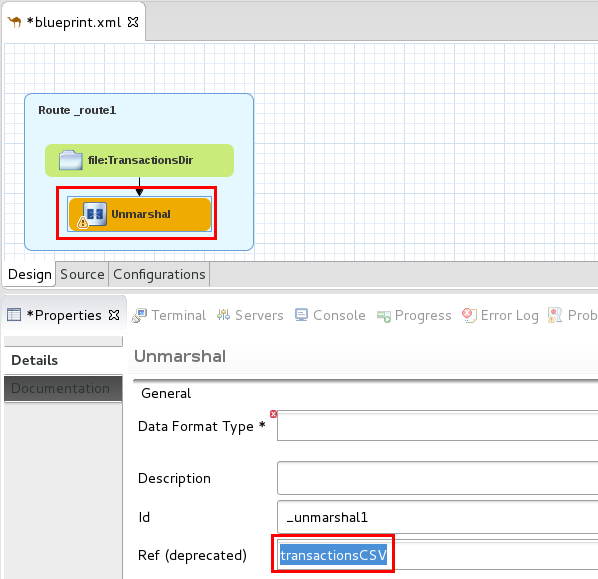 *blueprint.xml
Route _route1
file:TransactionsDir
Unmarshal
Design Source Configurations
*Properties Terminal Servers Console Progress Error Log Prob
Details
Documentation
Unmarshal
General
Data Format Type *
Description
Id _unmarshal1
Ref (deprecated) transactionsCSV